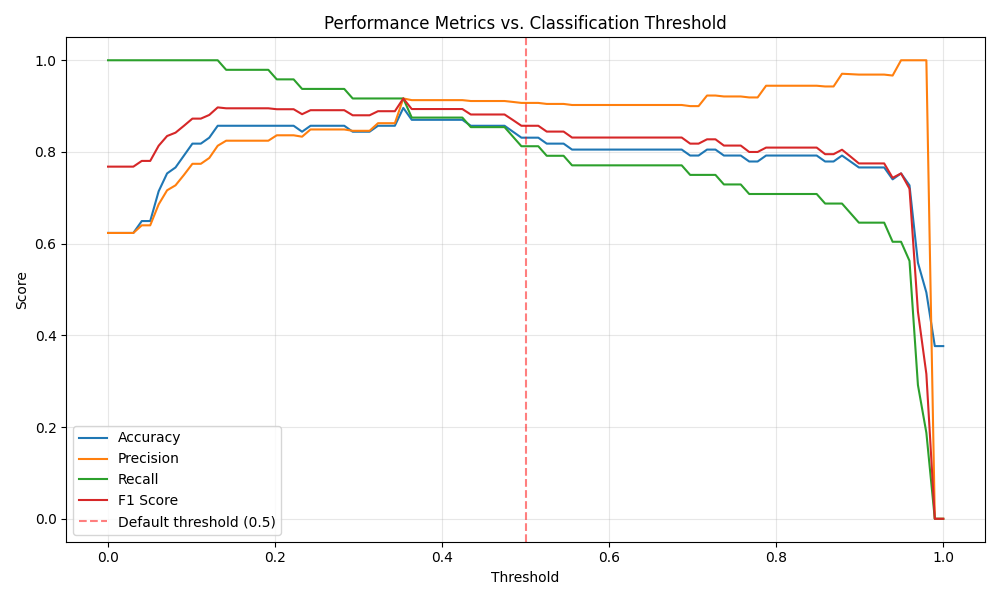 Performance Metrics vs. Classification Threshold
1.0
0.8
0.6
0.4
0.2
0.0
Score
Accuracy
Precision
Recall
F1 Score
Default threshold (0.5)
0.0 0.2 0.4 0.6 0.8 1.0
Threshold